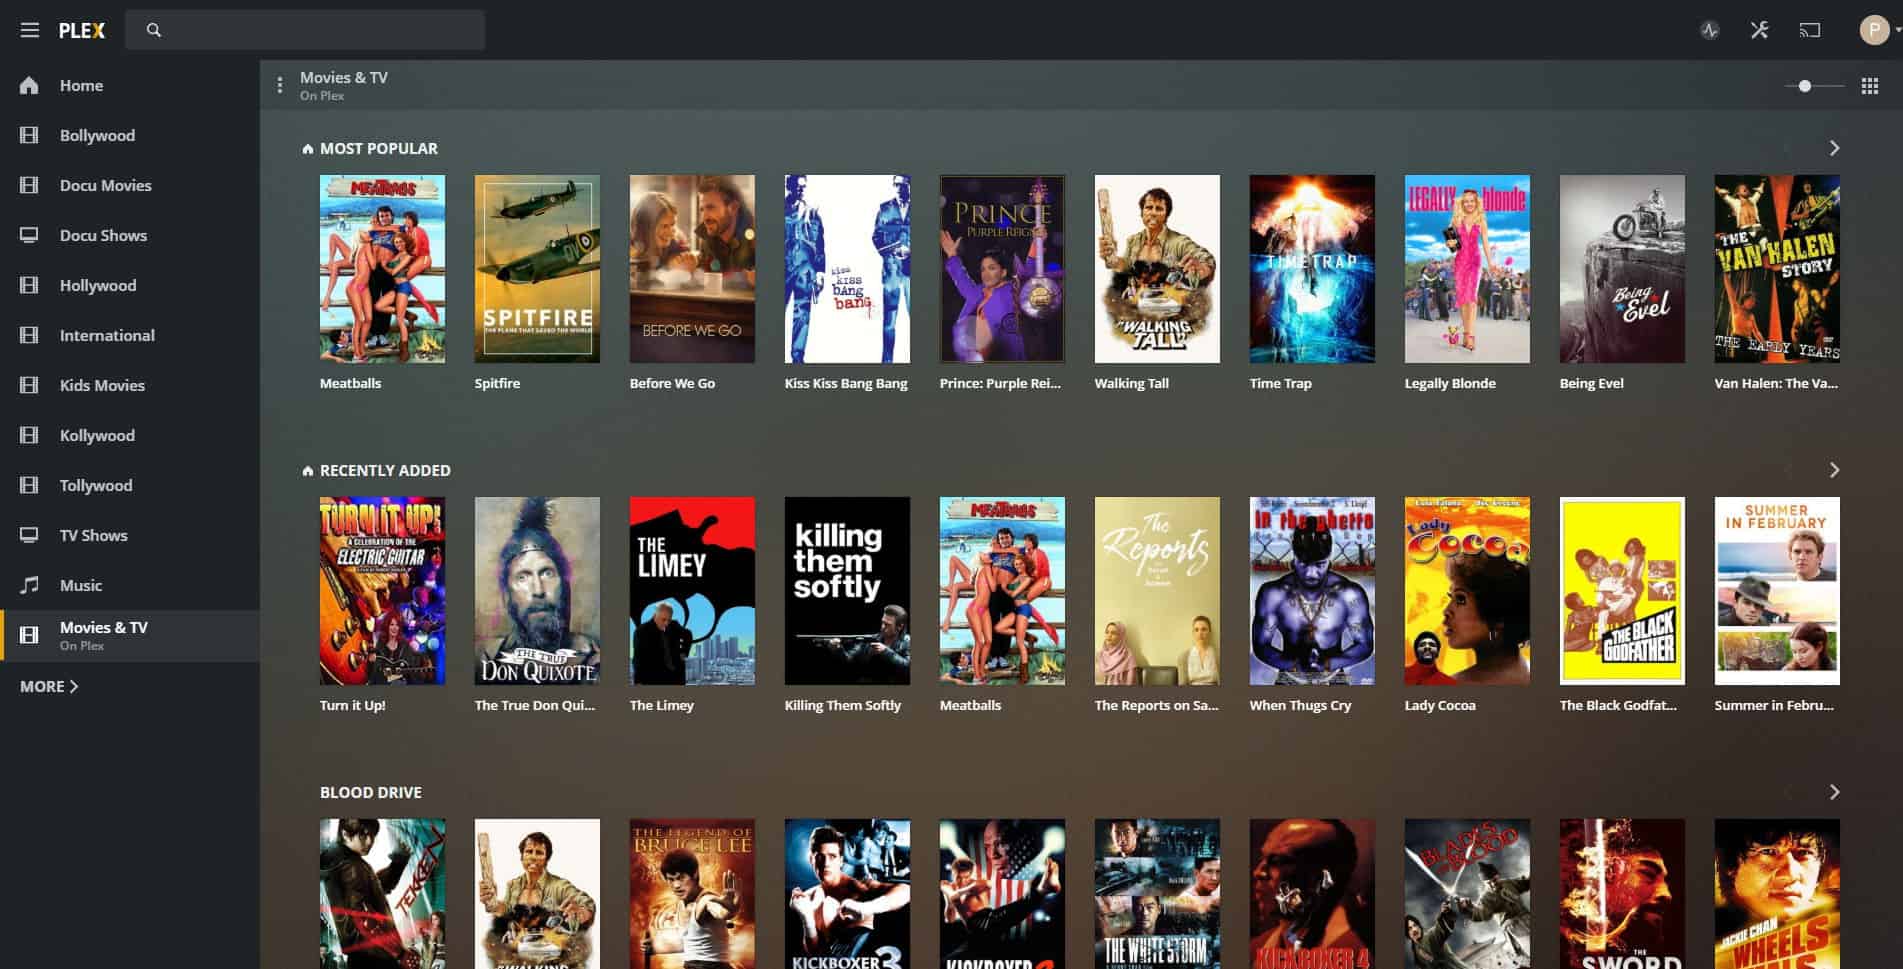 PLEX
P
Home
Bollywood
Docu Movies
Docu Shows
Hollywood
International
Kids Movies
Kollywood
Tollywood
TV Shows
Music
Movies & TV
On Plex
MORE
Movies & TV
On Plex
MOST POPULAR
MEATBALLS
SPITFIRE
THE PLANE THAT SAVED THE WORLD
BEFORE WE GO
kiss
kiss
bang
bang
PRINCE
PURPLE REIGN
WALKING
TALL
TIME TRAP
LEGALLY blonde
Being
Evel
THE
VAN HALEN
STORY
THE EARLY YEARS
Meatballs
Spitfire
Before We Go
Kiss Kiss Bang Bang
Prince: Purple Rei...
Walking Tall
Time Trap
Legally Blonde
Being Evel
Van Halen: The Va...
RECENTLY ADDED
TURN IT UP!
A CELEBRATION OF THE
ELECTRIC GUITAR
THE TRUE
DON QUIXOTE
THE
LIMEY
killing
them
softly
MEATBALLS
The
Reports
on
Sarah &
Saleem
Lady
Cocoa
THE BLACK
GODFATHER
SUMMER
IN FEBRUARY
Turn it Up!
The True Don Qui...
The Limey
Killing Them Softly
Meatballs
The Reports on Sa...
When Thugs Cry
Lady Cocoa
The Black Godfat...
Summer in Febru...
BLOOD DRIVE
TEKKEN
WALKING
THE LEGEND OF
BRUCE LEE
KICKBOXER 3
THE WHITE STORM
KICKBOXER 4
BLADES
OF BLOOD
THE
SWORD
JACKIE CHAN
WHEELS